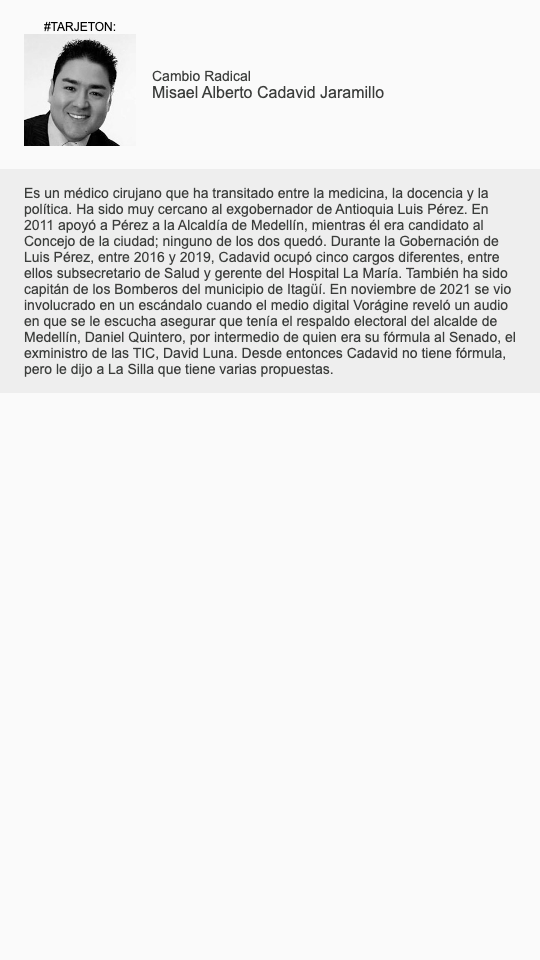 #TARJETON:
Cambio Radical
Misael Alberto Cadavid Jaramillo
Es un médico cirujano que ha transitado entre la medicina, la docencia y la
política. Ha sido muy cercano al exgobernador de Antioquia Luis Pérez. En
2011 apoyó a Pérez a la Alcaldía de Medellín, mientras él era candidato al
Concejo de la ciudad; ninguno de los dos quedó. Durante la Gobernación de
Luis Pérez, entre 2016 y 2019, Cadavid ocupó cinco cargos diferentes, entre
ellos subsecretario de Salud y gerente del Hospital La María. También ha sido
capitán de los Bomberos del municipio de Itagüí. En noviembre de 2021 se vio
involucrado en un escándalo cuando el medio digital Vorágine reveló un audio
en que se le escucha asegurar que tenía el respaldo electoral del alcalde de
Medellín, Daniel Quintero, por intermedio de quien era su fórmula al Senado, el
exministro de las TIC, David Luna. Desde entonces Cadavid no tiene fórmula,
pero le dijo a La Silla que tiene varias propuestas.